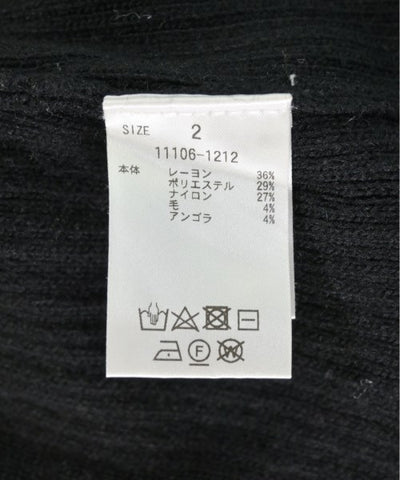 SIZE 2
11106-1212
本体 レーヨン 36%
ポリエステル 29%
ナイロン 27%
毛 4%
アンゴラ 4%
F W